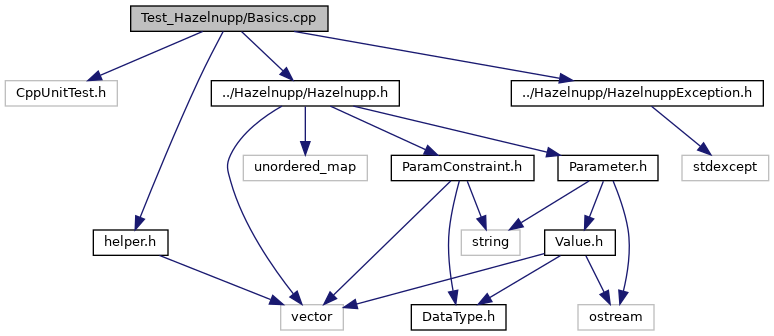 Test_Hazelnupp/Basics.cpp
CppUnitTest.h
../Hazelnupp/Hazelnupp.h
../Hazelnupp/HazelnuppException.h
unordered_map
ParamConstraint.h
Parameter.h
stdexcept
helper.h
string
Value.h
vector
DataType.h
ostream